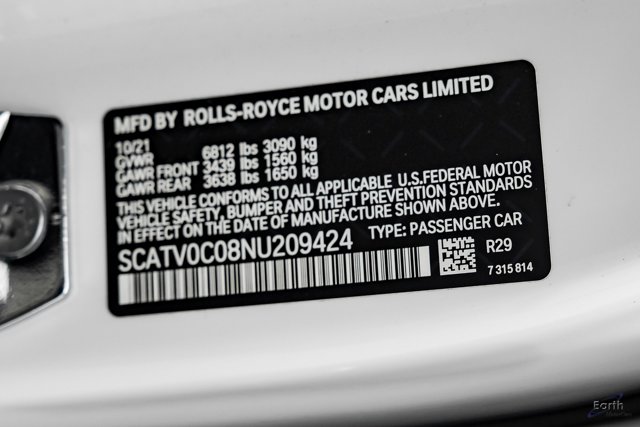 MFD BY ROLLS-ROYCE MOTOR CARS LIMITED
10/21
GVWR 6812 lbs 3090 kg
GAWR FRONT 3439 lbs 1560 kg
GAWR REAR 3638 lbs 1650 kg
THIS VEHICLE CONFORMS TO ALL APPLICABLE U.S.FEDERAL MOTOR
VEHICLE SAFETY, BUMPER AND THEFT PREVENTION STANDARDS
IN EFFECT ON THE DATE OF MANUFACTURE SHOWN ABOVE.
SCATV0C08NU209424 TYPE: PASSENGER CAR
R29
7 315 814
Earth